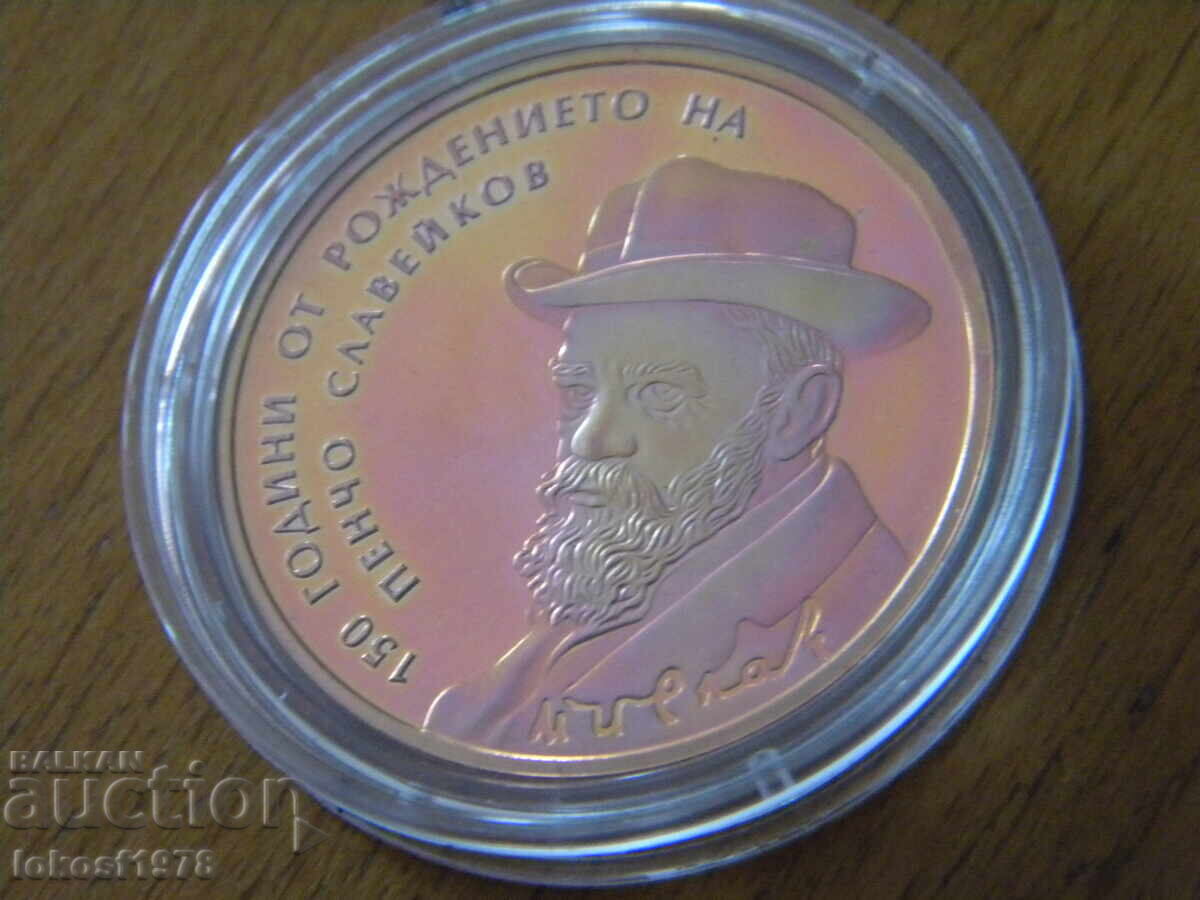 150 ГОДИНИ ОТ РОЖДЕНИЕТО НА
ПЕНЧО СЛАВЕЙКОВ
BALKAN
auction
lokosf1978